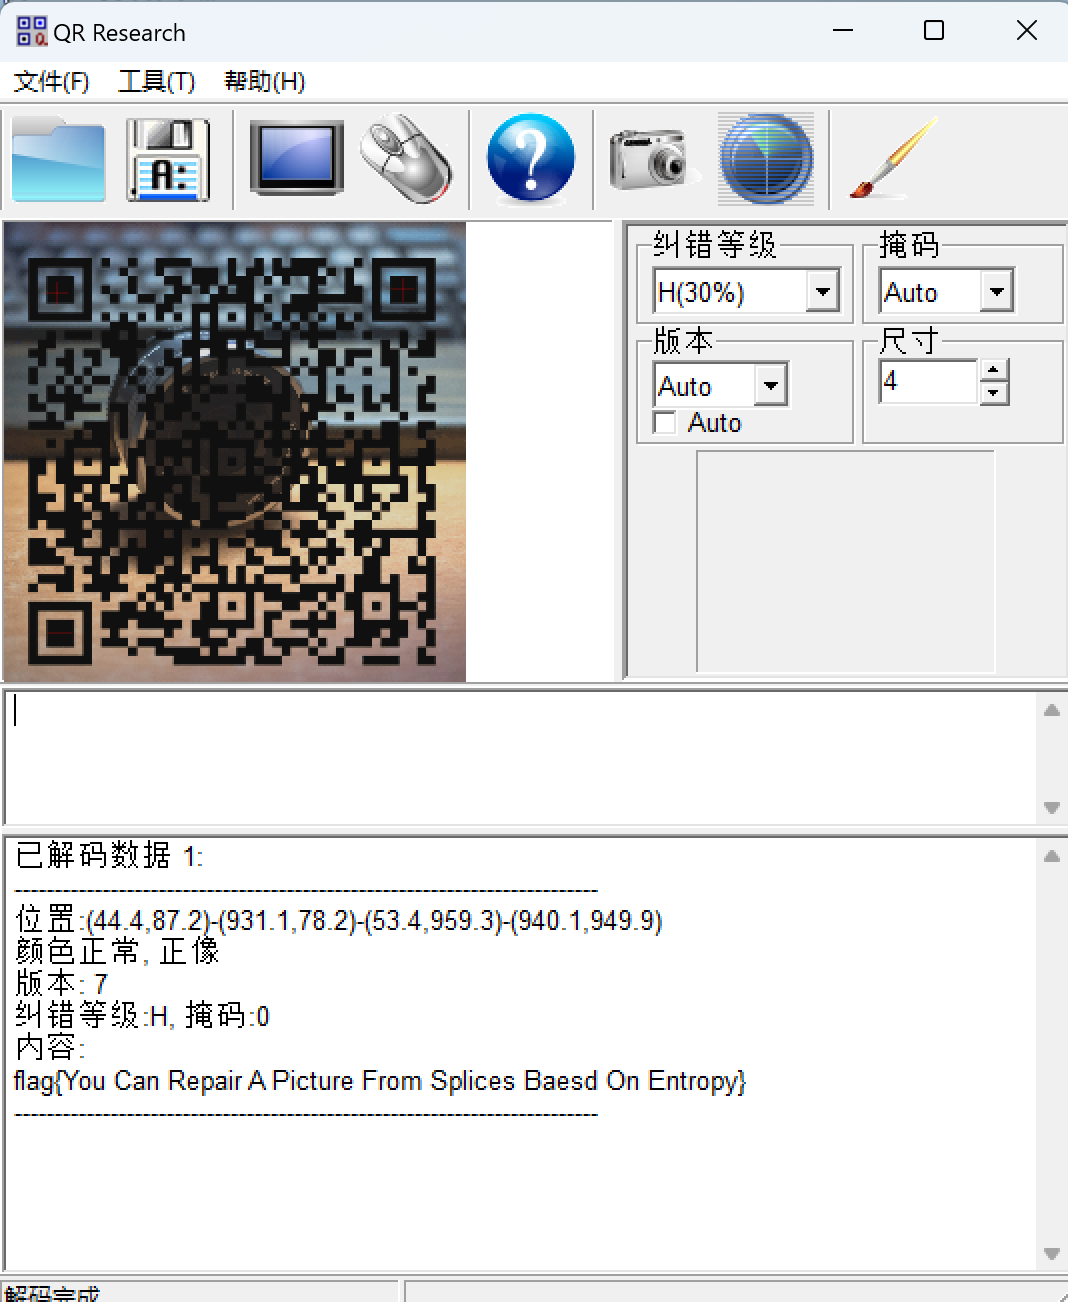 QR Research
文件(F) 工具(T) 帮助(H)
A:
纠错等级
掩码
H(30%)
Auto
版本
尺寸
Auto
4
Auto
已解码数据 1:
------------------------------------------------------------
位置:(44.4,87.2)-(931.1,78.2)-(53.4,959.3)-(940.1,949.9)
颜色正常, 正像
版本: 7
纠错等级:H, 掩码:0
内容:
flag{You Can Repair A Picture From Splices Baesd On Entropy}
------------------------------------------------------------
解码完成